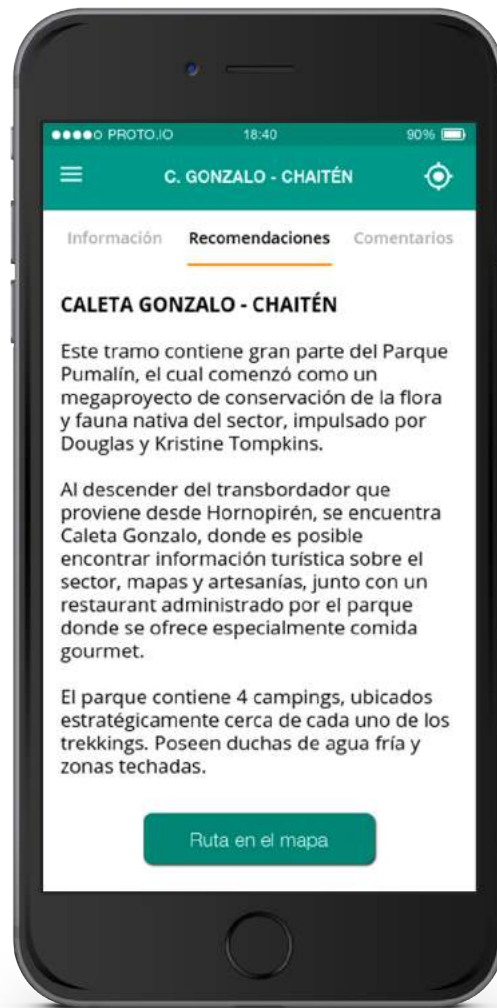 PROTO.IO 18:40 90%
C. GONZALO - CHAITÉN
Información Recomendaciones Comentarios
CALETA GONZALO - CHAITÉN
Este tramo contiene gran parte del Parque
Pumalín, el cual comenzó como un
megaproyecto de conservación de la flora
y fauna nativa del sector, impulsado por
Douglas y Kristine Tompkins.
Al descender del transbordador que
proviene desde Hornopirén, se encuentra
Caleta Gonzalo, donde es posible
encontrar información turística sobre el
sector, mapas y artesanías, junto con un
restaurant administrado por el parque
donde se ofrece especialmente comida
gourmet.
El parque contiene 4 campings, ubicados
estratégicamente cerca de cada uno de los
trekkings. Poseen duchas de agua fría y
zonas techadas.
Ruta en el mapa